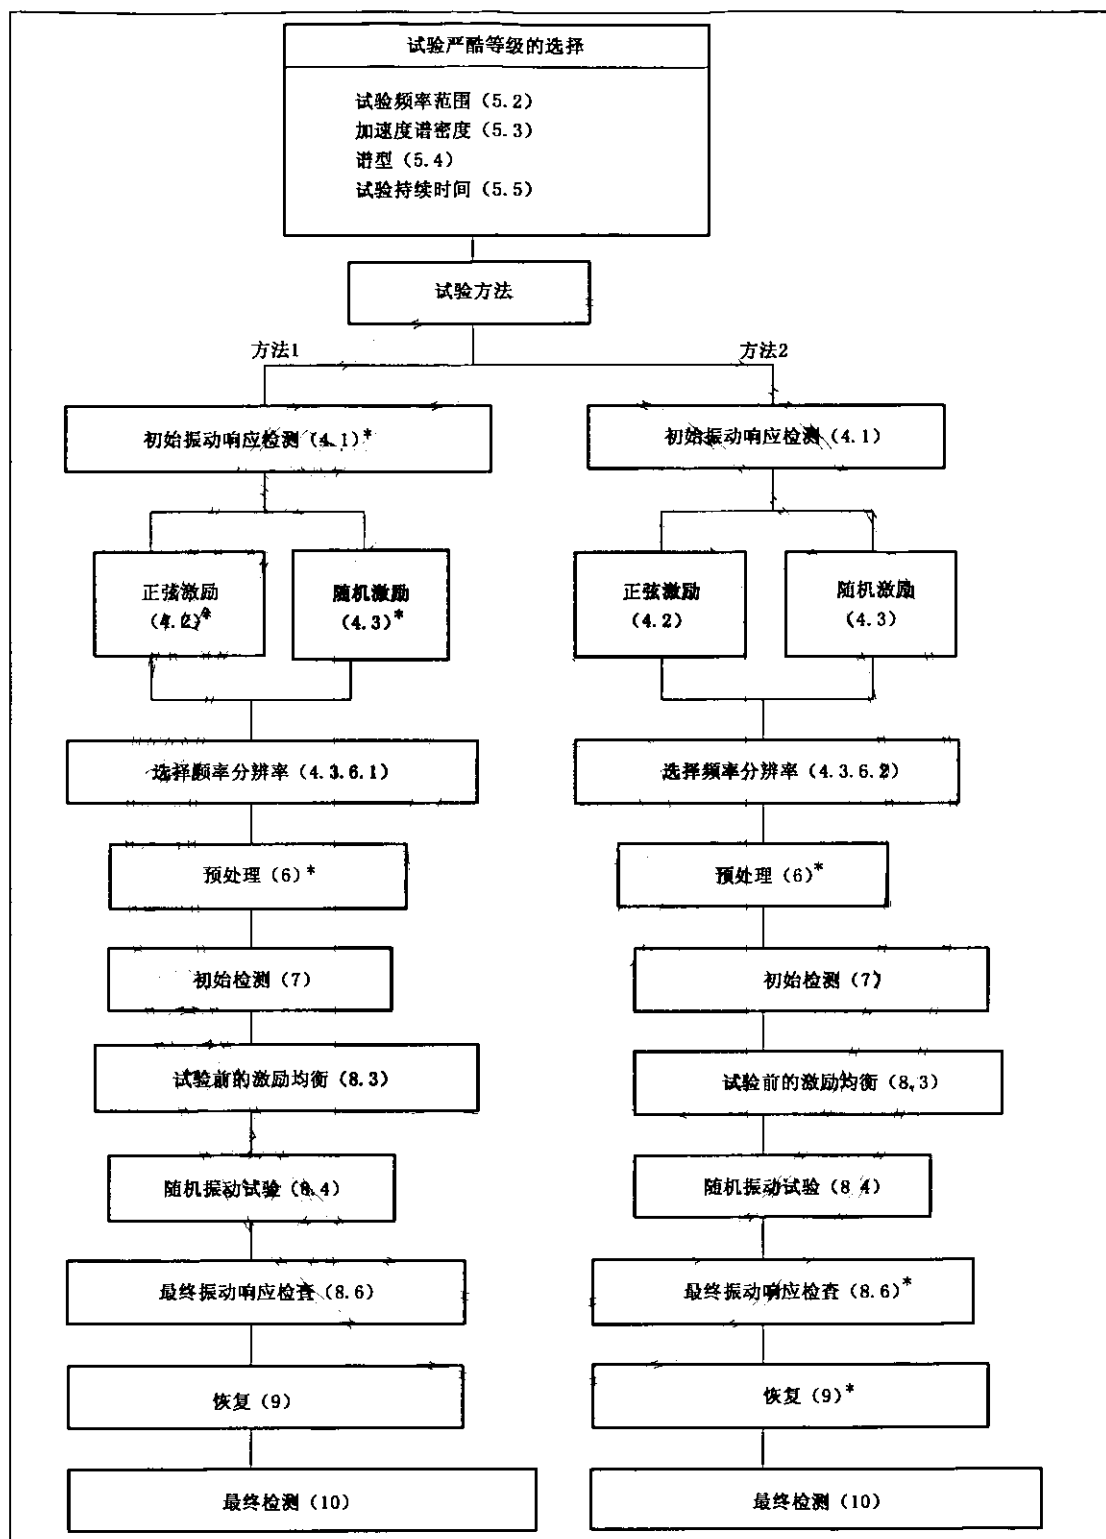 试验严酷等级的选择
试验频率范围（5.2）
加速度谱密度（5.3）
谱型（5.4）
试验持续时间（5.5）
试验方法
方法1
方法2
初始振动响应检测（4.1）*
初始振动响应检测（4.1）
正弦激励
（4.2）*
随机激励
（4.3）*
正弦激励
（4.2）
随机激励
（4.3）
选择频率分辨率（4.3.6.1）
选择频率分辨率（4.3.6.2）
预处理（6）*
预处理（6）*
初始检测（7）
初始检测（7）
试验前的激励均衡（8.3）
试验前的激励均衡（8.3）
随机振动试验（8.4）
随机振动试验（8.4）
最终振动响应检查（8.6）
最终振动响应检查（8.6）*
恢复（9）
恢复（9）*
最终检测（10）
最终检测（10）